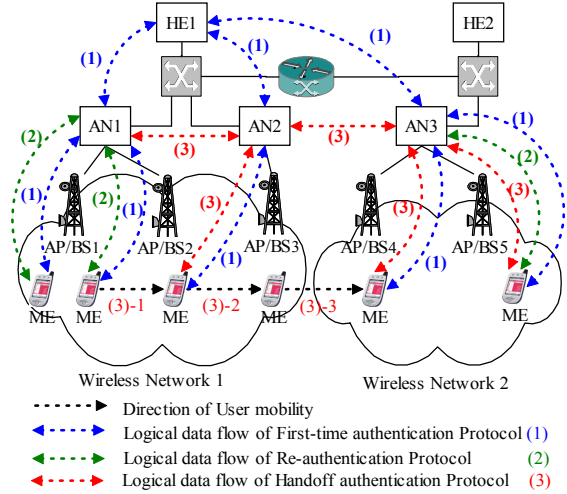 HE1 HE2
(1) (1) (1)
AN1 AN2 AN3
(1)
(2) (3) (3) (2)
(1) (2) (1) (3) (1) (3) (1) (3)
AP/BS1 AP/BS2 AP/BS3 AP/BS4 AP/BS5
ME ME (3)-1 ME (3)-2 ME (3)-3 ME ME
Wireless Network 1 Wireless Network 2
Direction of User mobility
Logical data flow of First-time authentication Protocol (1)
Logical data flow of Re-authentication Protocol (2)
Logical data flow of Handoff authentication Protocol (3)